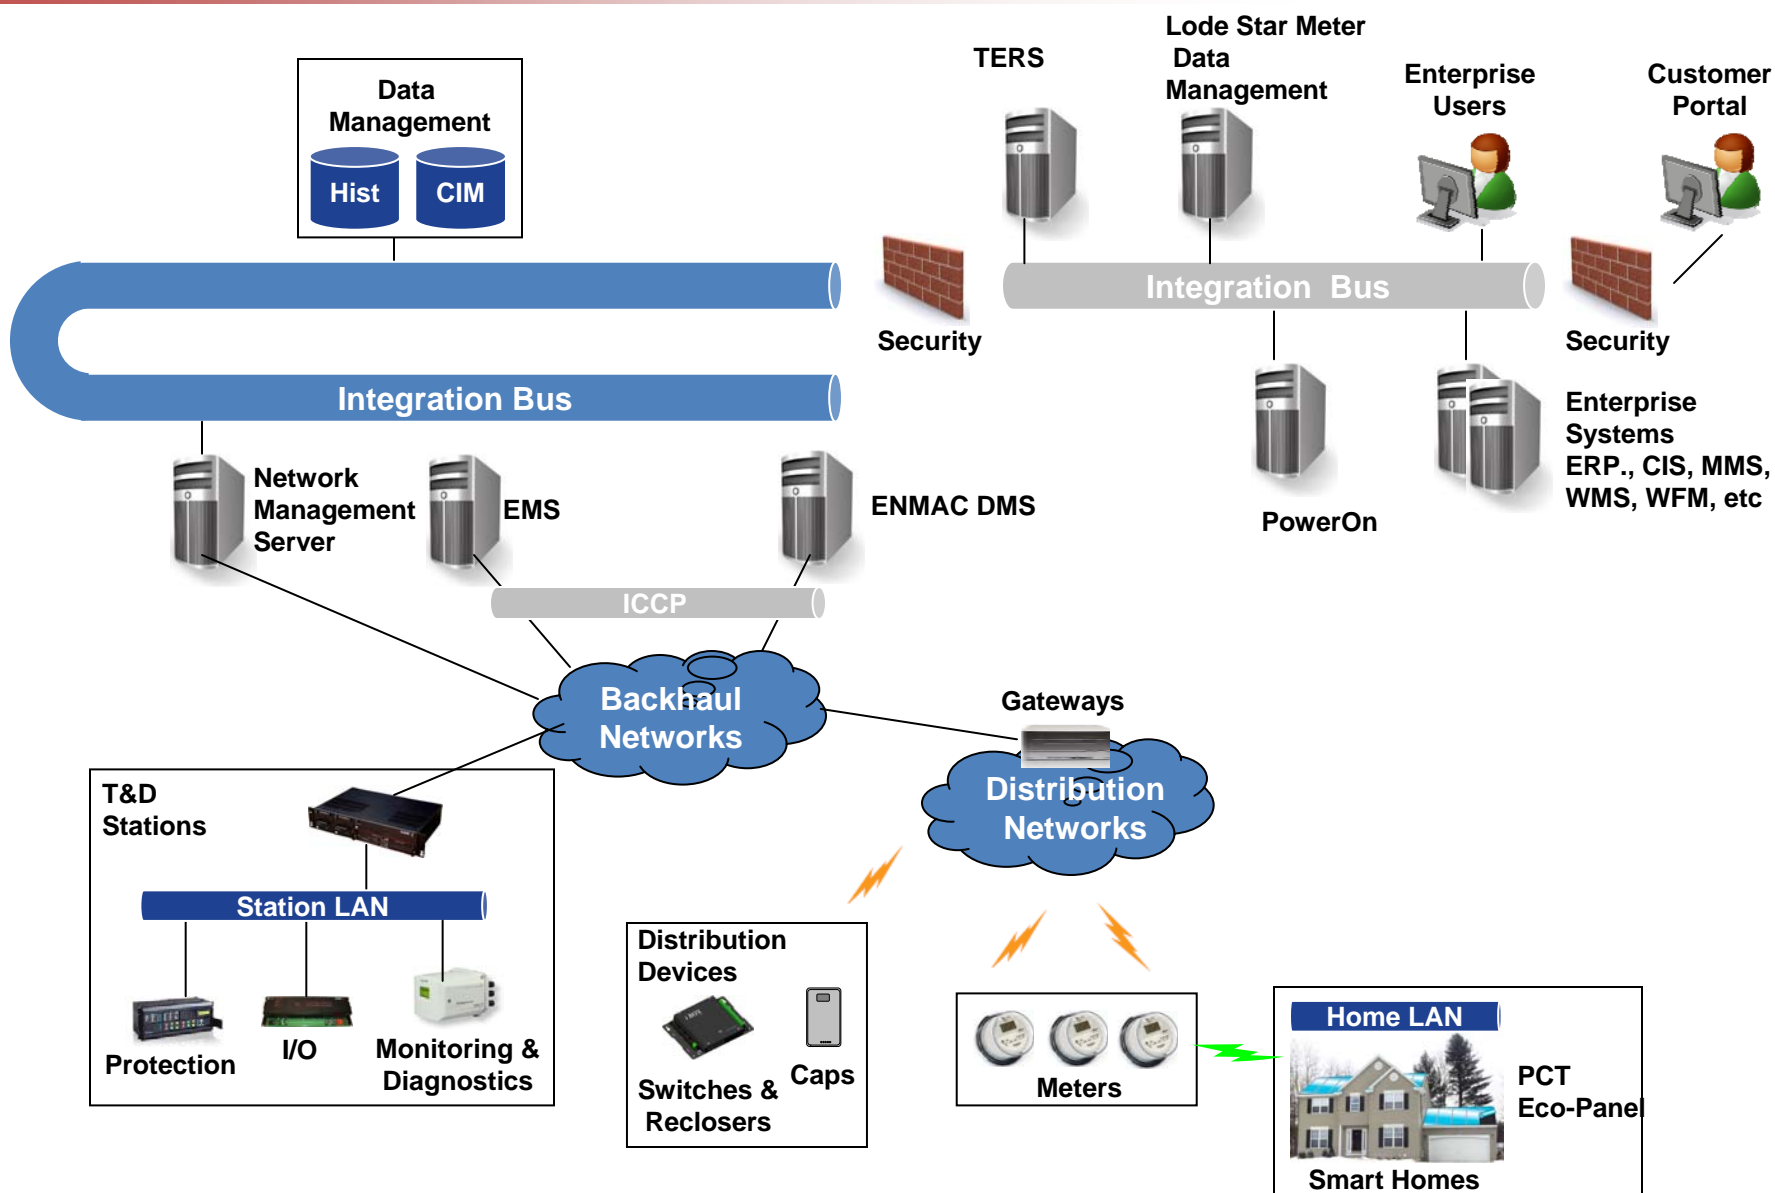 Lode Star Meter
Data
Management
TERS
Enterprise
Users
Customer
Portal
Data
Management
Hist
CIM
Integration Bus
Security
Security
Integration Bus
Enterprise
Systems
ERP., CIS, MMS,
WMS, WFM, etc
PowerOn
Network
Management
Server
EMS
ENMAC DMS
ICCP
Backhaul
Networks
Gateways
Distribution
Networks
T&D
Stations
Station LAN
Protection
I/O
Monitoring &
Diagnostics
Distribution
Devices
Switches &
Reclosers
Caps
Meters
Home LAN
PCT
Eco-Panel
Smart Homes